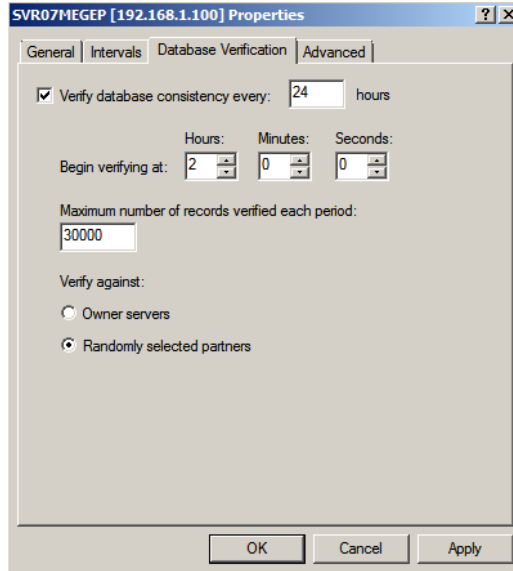 SVR07MEGEP [192.168.1.100] Properties
General Intervals Database Verification Advanced
Verify database consistency every: 24 hours
Hours: Minutes: Seconds:
Begin verifying at: 2 0 0
Maximum number of records verified each period:
30000
Verify against:
Owner servers
Randomly selected partners
OK Cancel Apply